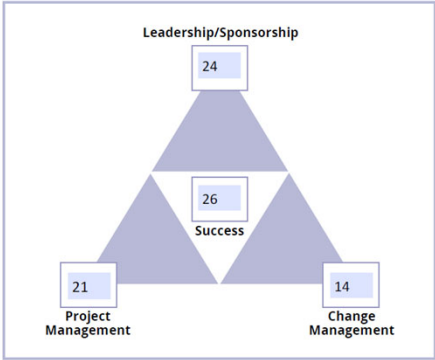 Leadership/Sponsorship
24
26
Success
21
14
Project
Management
Change
Management